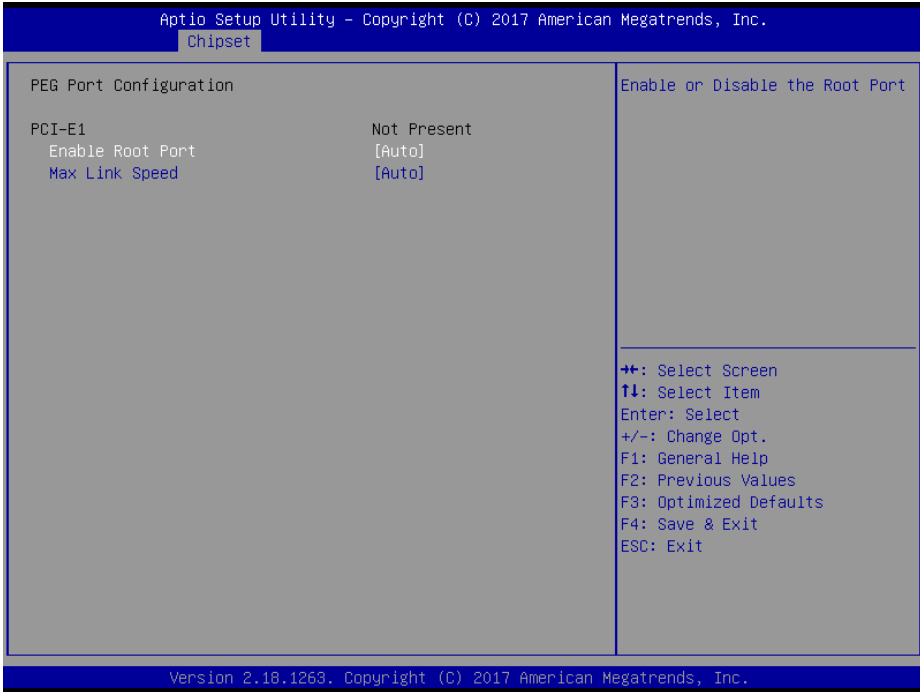 Aptio Setup Utility – Copyright (C) 2017 American Megatrends, Inc.
Chipset
PEG Port Configuration
PCI-E1 Not Present
Enable Root Port [Auto]
Max Link Speed [Auto]
Enable or Disable the Root Port
→←: Select Screen
↑↓: Select Item
Enter: Select
+/-: Change Opt.
F1: General Help
F2: Previous Values
F3: Optimized Defaults
F4: Save & Exit
ESC: Exit
Version 2.18.1263. Copyright (C) 2017 American Megatrends, Inc.